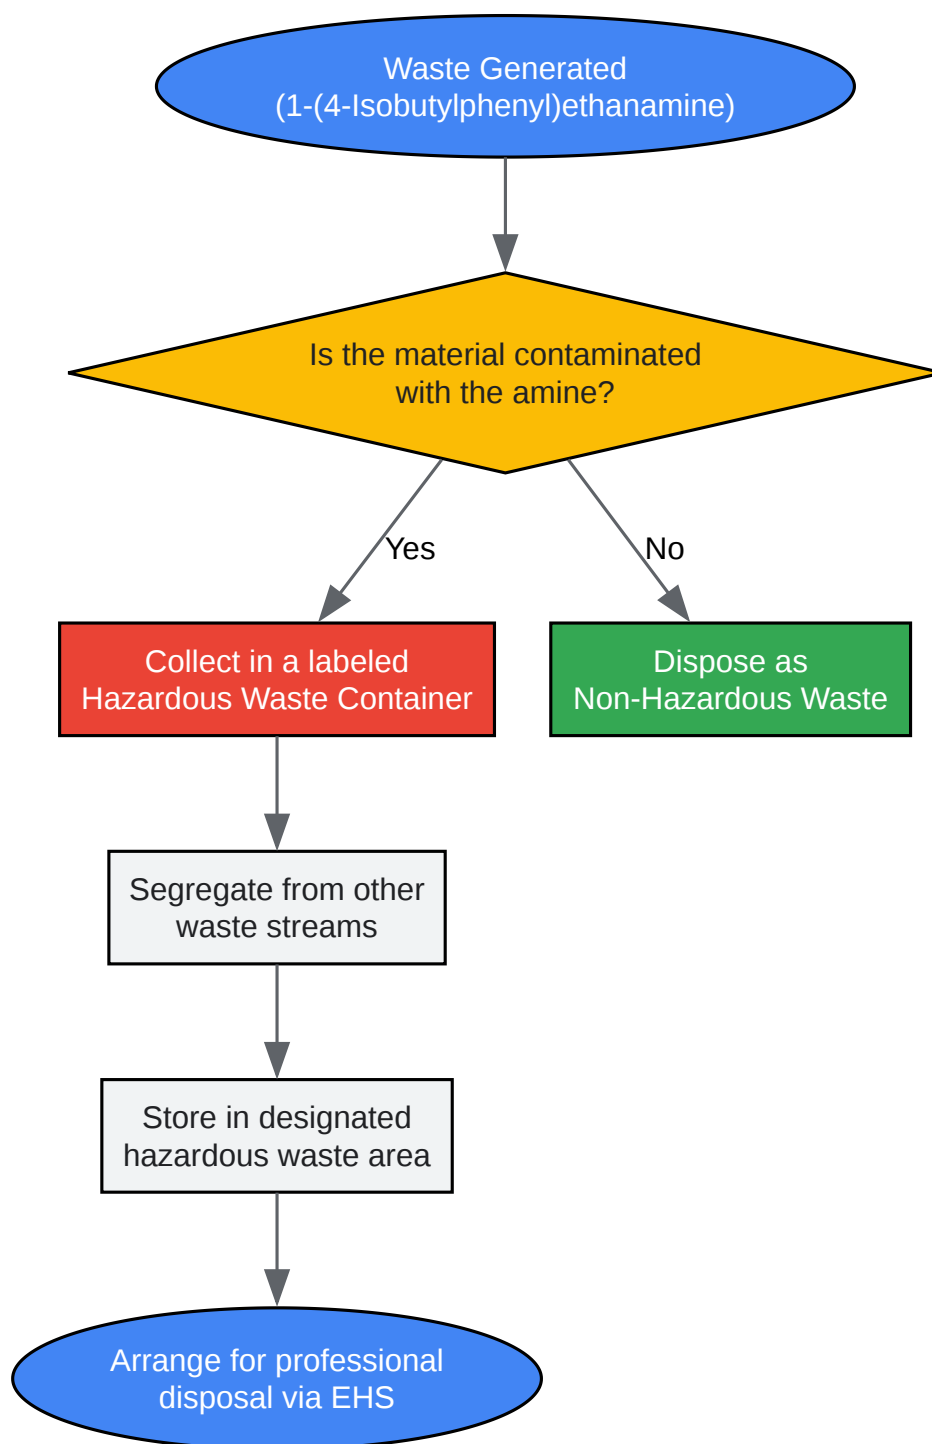 Waste Generated
(1-(4-Isobutylphenyl)ethanamine)
Is the material contaminated
with the amine?
Yes
No
Collect in a labeled
Hazardous Waste Container
Dispose as
Non-Hazardous Waste
Segregate from other
waste streams
Store in designated
hazardous waste area
Arrange for professional
disposal via EHS